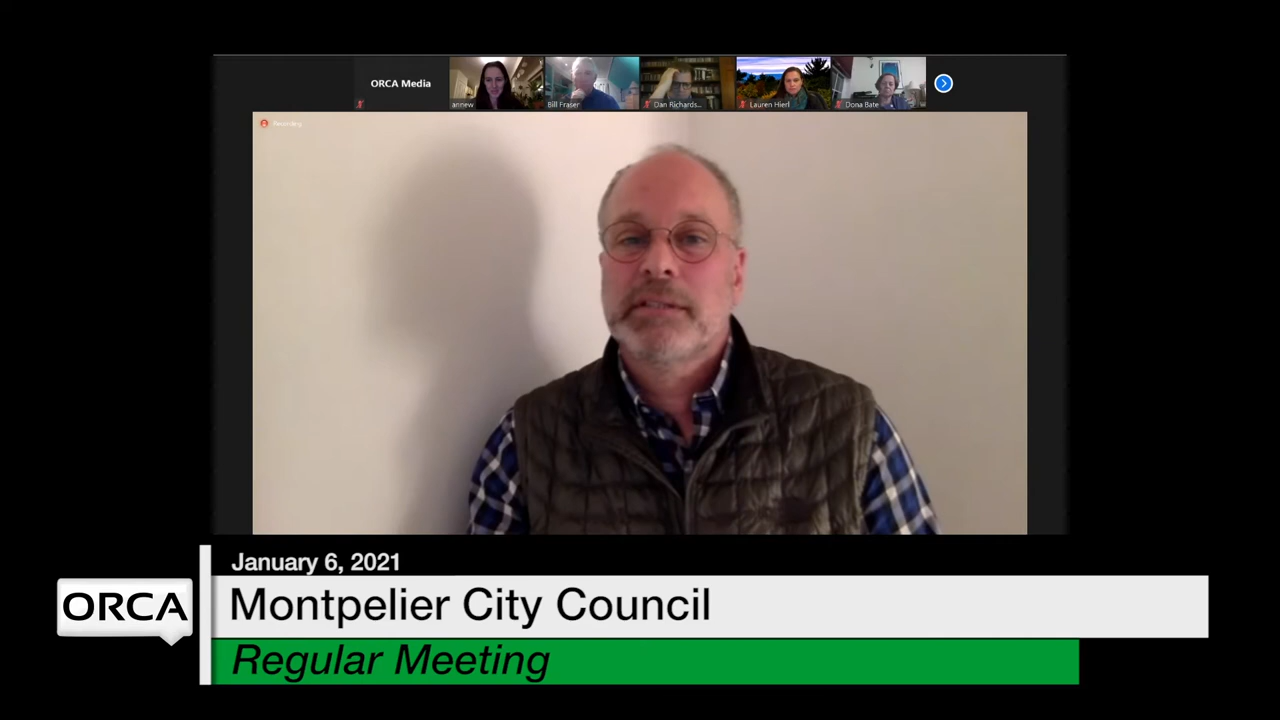 ORCA Media
annew
Bill Fraser
Dan Richards...
Lauren Hierl
Dona Bate
Recording
January 6, 2021
ORCA
Montpelier City Council
Regular Meeting